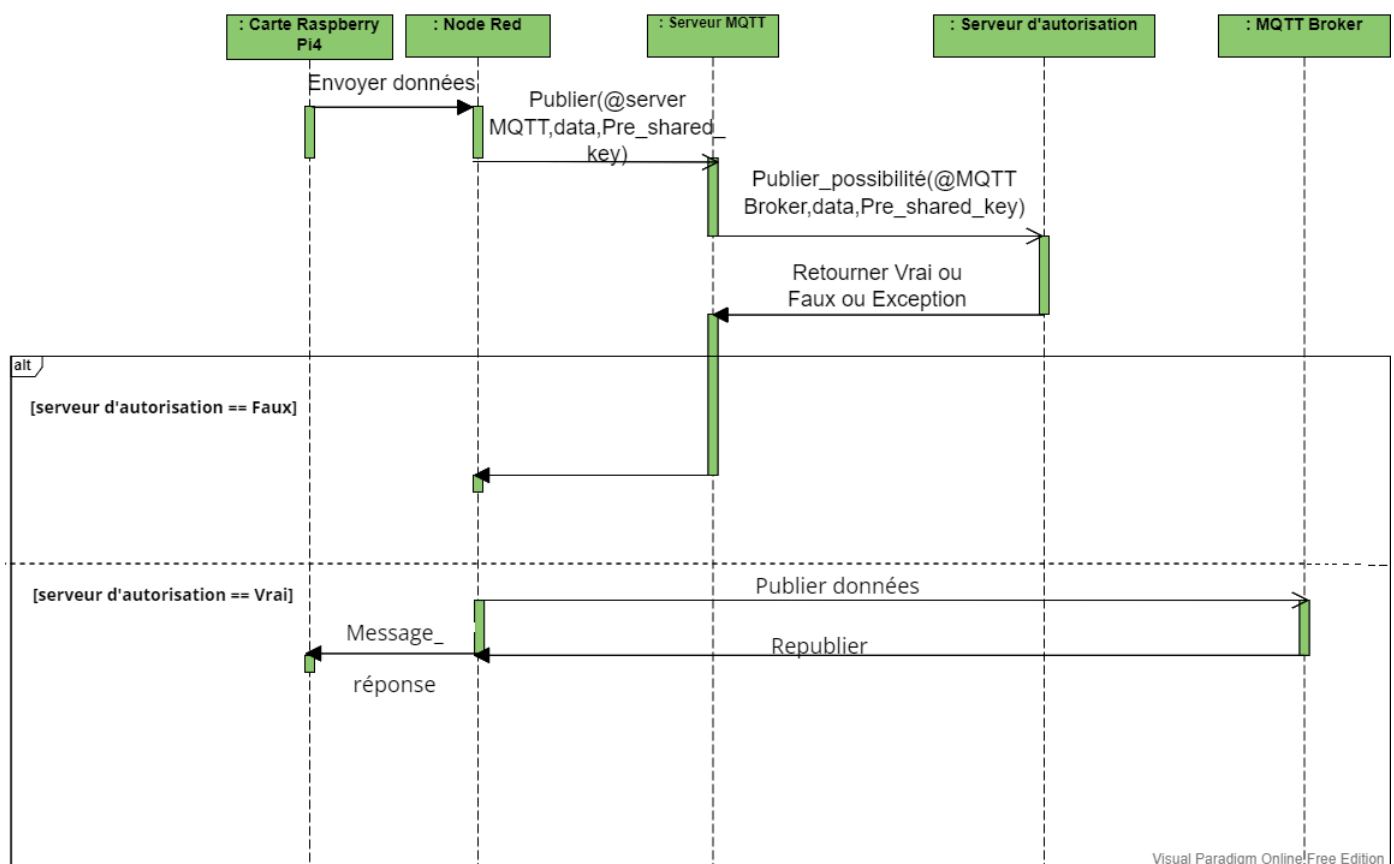 : Carte Raspberry
Pi4
: Node Red
: Serveur MQTT
: Serveur d'autorisation
: MQTT Broker
Envoyer données
Publier(@server
MQTT,data,Pre_shared_
key)
Publier_possibilité(@MQTT
Broker,data,Pre_shared_key)
Retourner Vrai ou
Faux ou Exception
alt
[serveur d'autorisation == Faux]
[serveur d'autorisation == Vrai]
Publier données
Message_
réponse
Republier
Visual Paradigm Online Free Edition